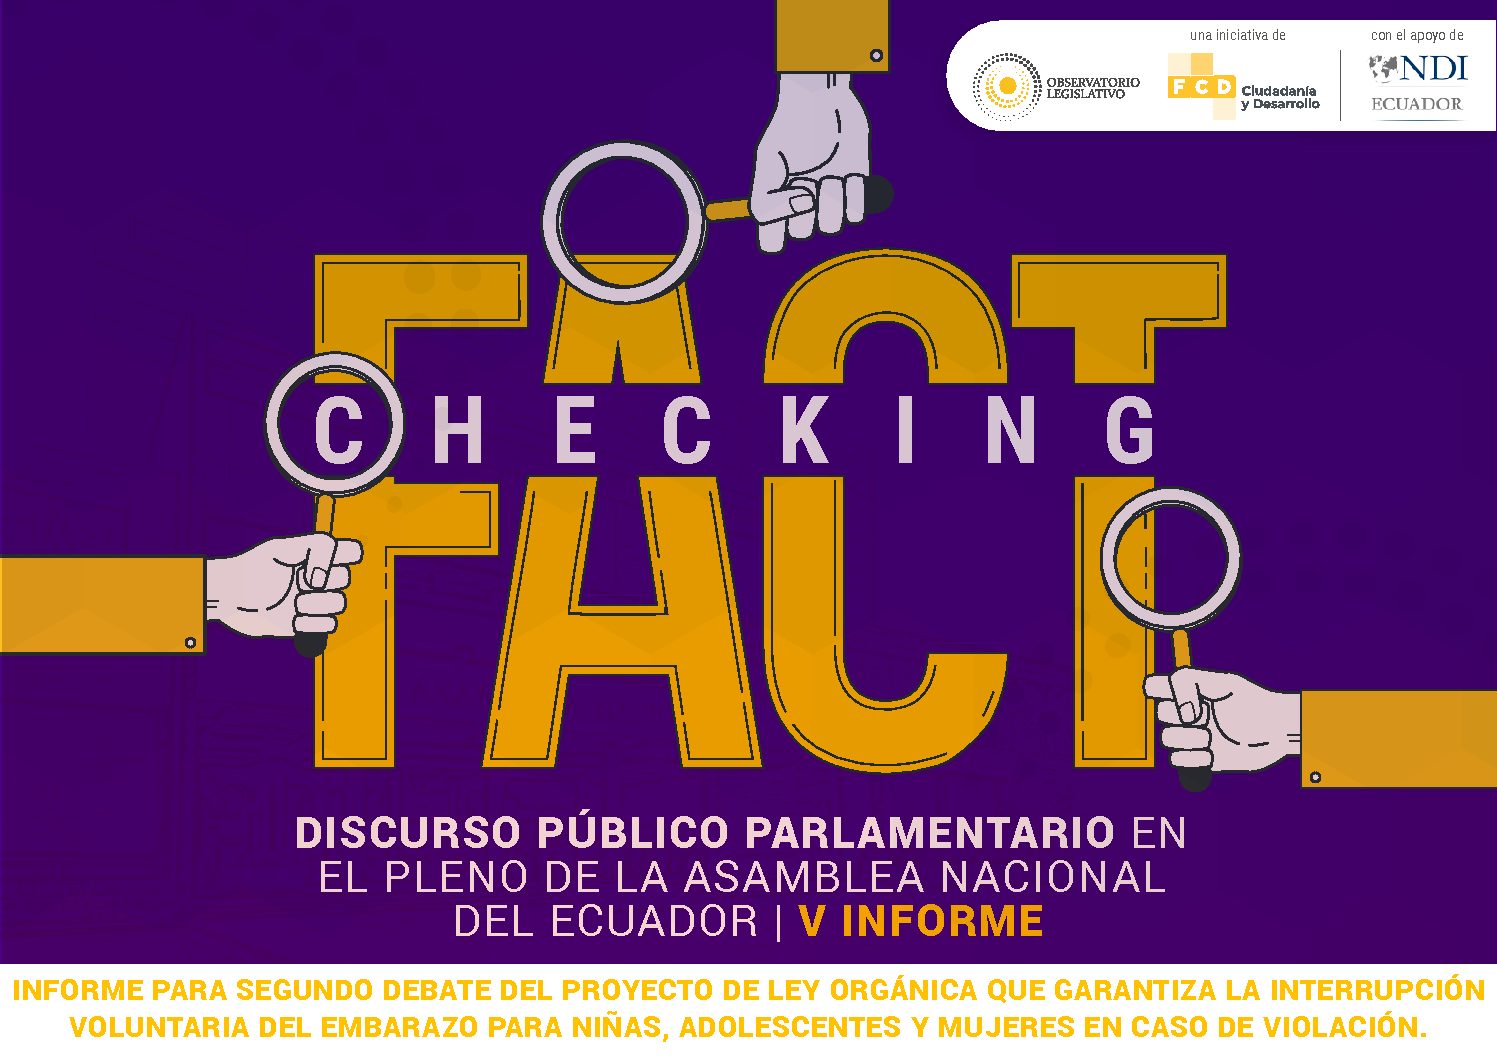 una iniciativa de
con el apoyo de
OBSERVATORIO
LEGISLATIVO
FCD
Ciudadanía
y Desarrollo
NDI
ECUADOR
FACT
CHECKING
DISCURSO PÚBLICO PARLAMENTARIO EN
EL PLENO DE LA ASAMBLEA NACIONAL
DEL ECUADOR | V INFORME
INFORME PARA SEGUNDO DEBATE DEL PROYECTO DE LEY ORGÁNICA QUE GARANTIZA LA INTERRUPCIÓN
VOLUNTARIA DEL EMBARAZO PARA NIÑAS, ADOLESCENTES Y MUJERES EN CASO DE VIOLACIÓN.